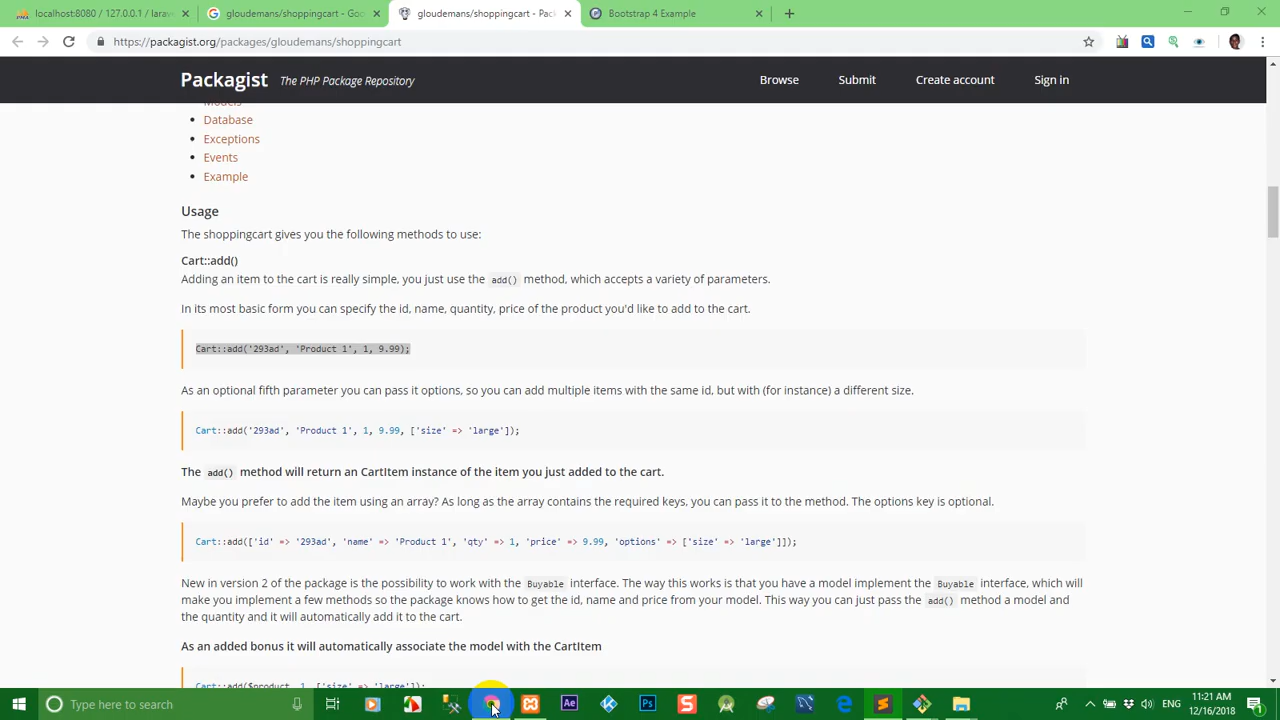 localhost:8080 / 127.0.0.1 / larav
gloudemans/shoppingcart - Goo
gloudemans/shoppingcart - Pack
Bootstrap 4 Example
https://packagist.org/packages/gloudemans/shoppingcart
Packagist The PHP Package Repository
Browse
Submit
Create account
Sign in
Models
Database
Exceptions
Events
Example
Usage
The shoppingcart gives you the following methods to use:
Cart::add()
Adding an item to the cart is really simple, you just use the add() method, which accepts a variety of parameters.
In its most basic form you can specify the id, name, quantity, price of the product you'd like to add to the cart.
Cart::add('293ad', 'Product 1', 1, 9.99);
As an optional fifth parameter you can pass it options, so you can add multiple items with the same id, but with (for instance) a different size.
Cart::add('293ad', 'Product 1', 1, 9.99, ['size' => 'large']);
The add() method will return an CartItem instance of the item you just added to the cart.
Maybe you prefer to add the item using an array? As long as the array contains the required keys, you can pass it to the method. The options key is optional.
Cart::add(['id' => '293ad', 'name' => 'Product 1', 'qty' => 1, 'price' => 9.99, 'options' => ['size' => 'large']]);
New in version 2 of the package is the possibility to work with the Buyable interface. The way this works is that you have a model implement the Buyable interface, which will
make you implement a few methods so the package knows how to get the id, name and price from your model. This way you can just pass the add() method a model and
the quantity and it will automatically add it to the cart.
As an added bonus it will automatically associate the model with the CartItem
Cart::add($product, 1, ['size' => 'large']);
Type here to search
Ae
Ps
S
ENG
11:21 AM
12/16/2018
1